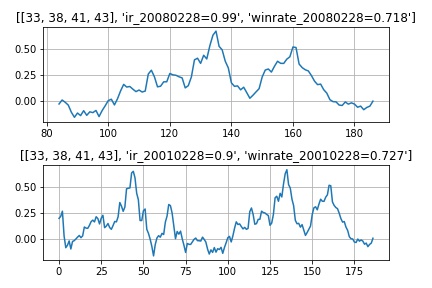 [[33, 38, 41, 43], 'ir_20080228=0.99', 'winrate_20080228=0.718']
0.50
0.25
0.00
80 100 120 140 160 180
[[33, 38, 41, 43], 'ir_20010228=0.9', 'winrate_20010228=0.727']
0.50
0.25
0.00
0 25 50 75 100 125 150 175